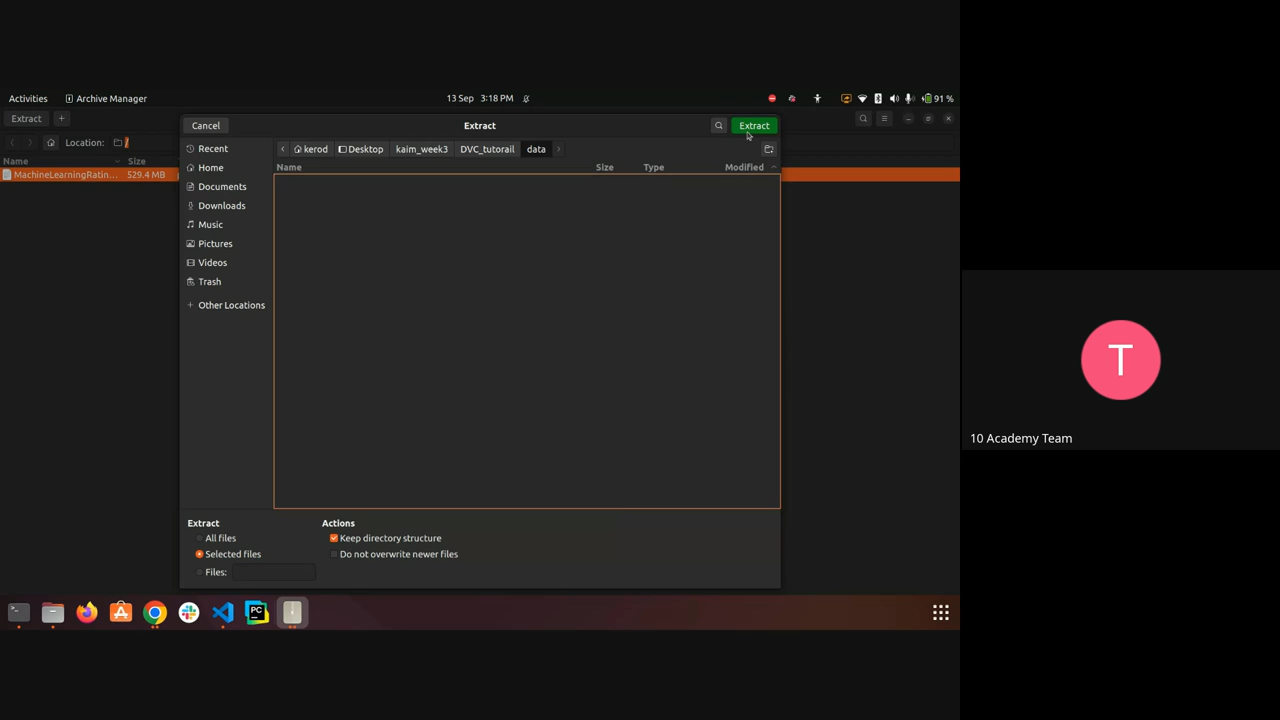 Activities Archive Manager 13 Sep 3:18 PM 91 %
Extract +
Cancel Extract Extract
Location: /
kerod Desktop kaim_week3 DVC_tutorail data
Name Size
Name Size Type Modified
MachineLearningRatin... 529.4 MB
Recent
Home
Documents
Downloads
Music
Pictures
Videos
Trash
+ Other Locations
Extract Actions
All files Keep directory structure
Selected files Do not overwrite newer files
Files:
PC
T
10 Academy Team